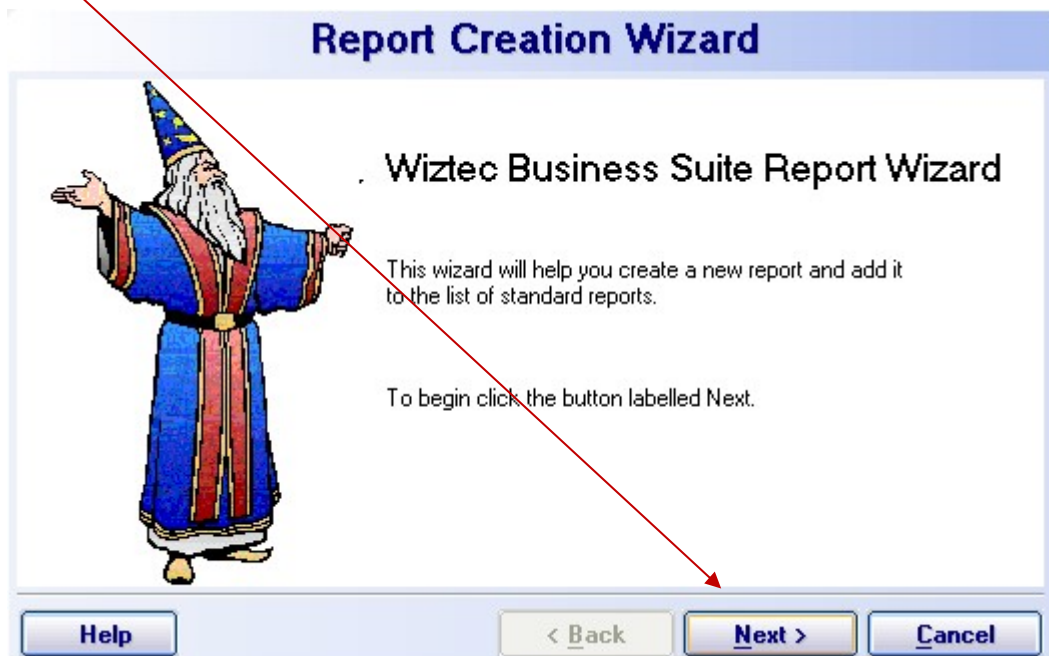 Report Creation Wizard
Wiztec Business Suite Report Wizard
This wizard will help you create a new report and add it
to the list of standard reports.
To begin click the button labelled Next.
Help
< Back
Next >
Cancel